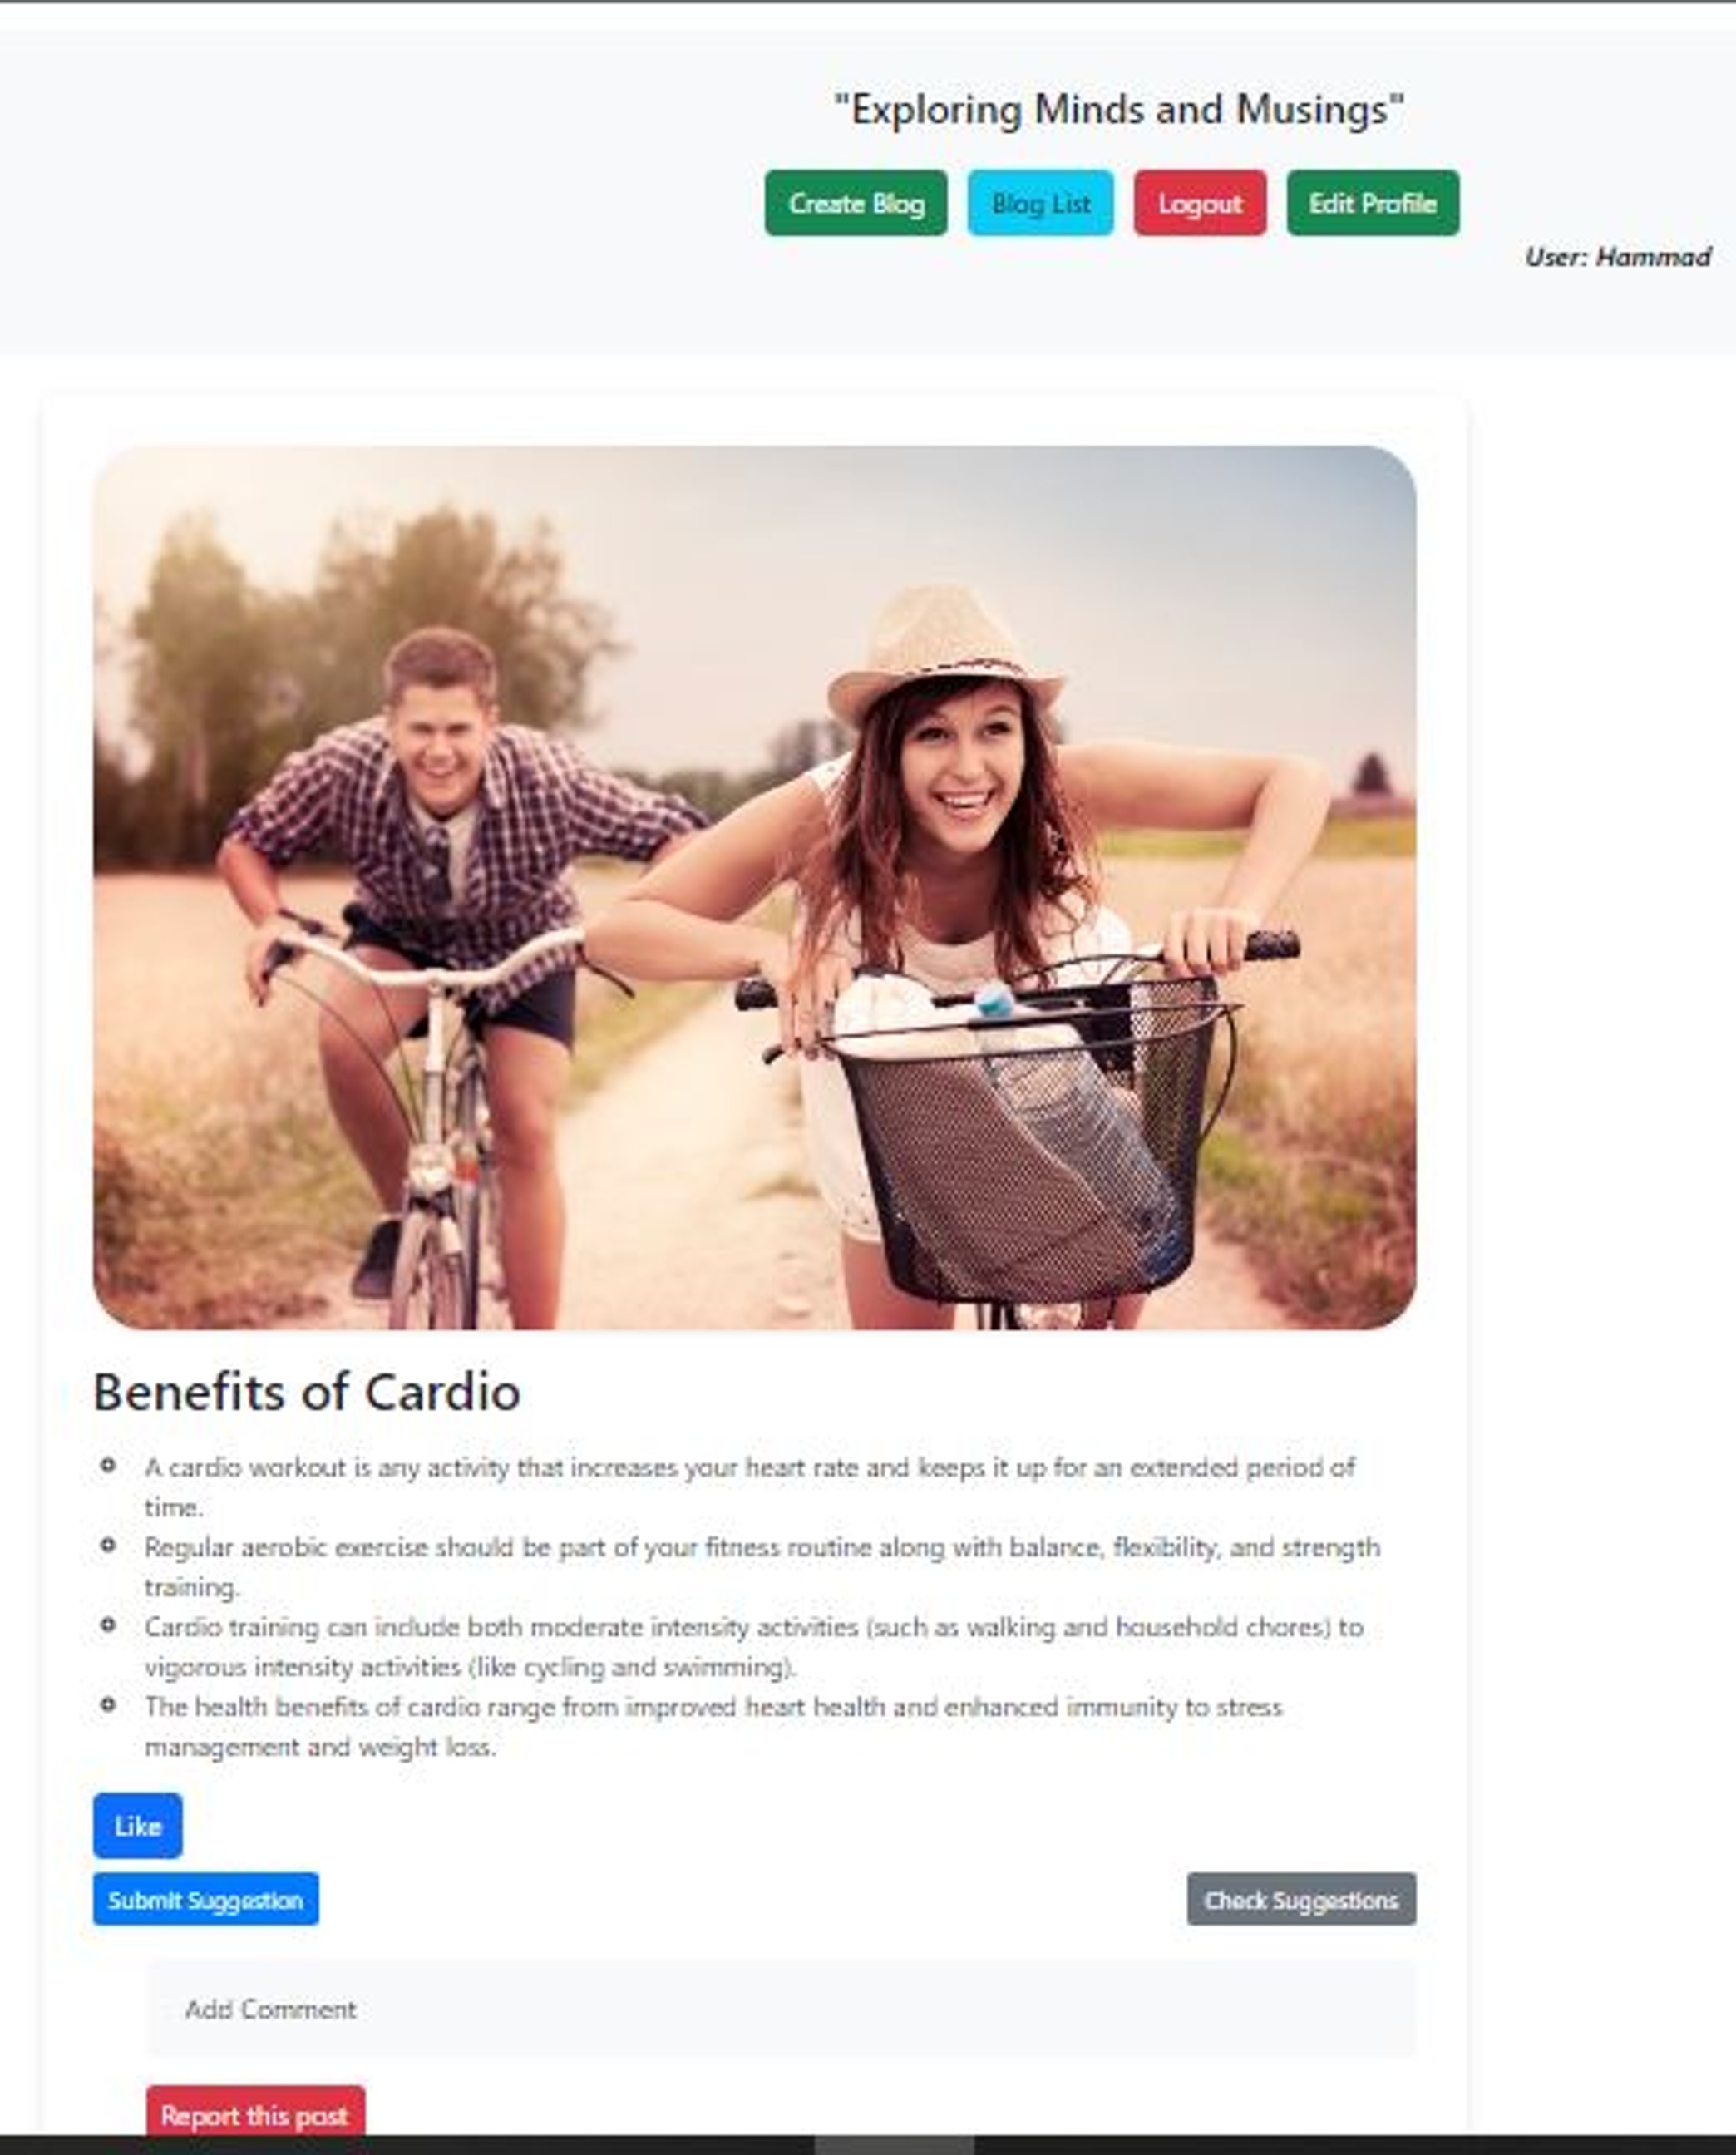 "Exploring Minds and Musings"
Create Blog Blog List Logout Edit Profile
User: Hammad
Benefits of Cardio
A cardio workout is any activity that increases your heart rate and keeps it up for an extended period of
time.
Regular aerobic exercise should be part of your fitness routine along with balance, flexibility, and strength
training.
Cardio training can include both moderate intensity activities (such as walking and household chores) to
vigorous intensity activities (like cycling and swimming).
The health benefits of cardio range from improved heart health and enhanced immunity to stress
management and weight loss.
Like
Submit Suggestion Check Suggestions
Add Comment
Report this post